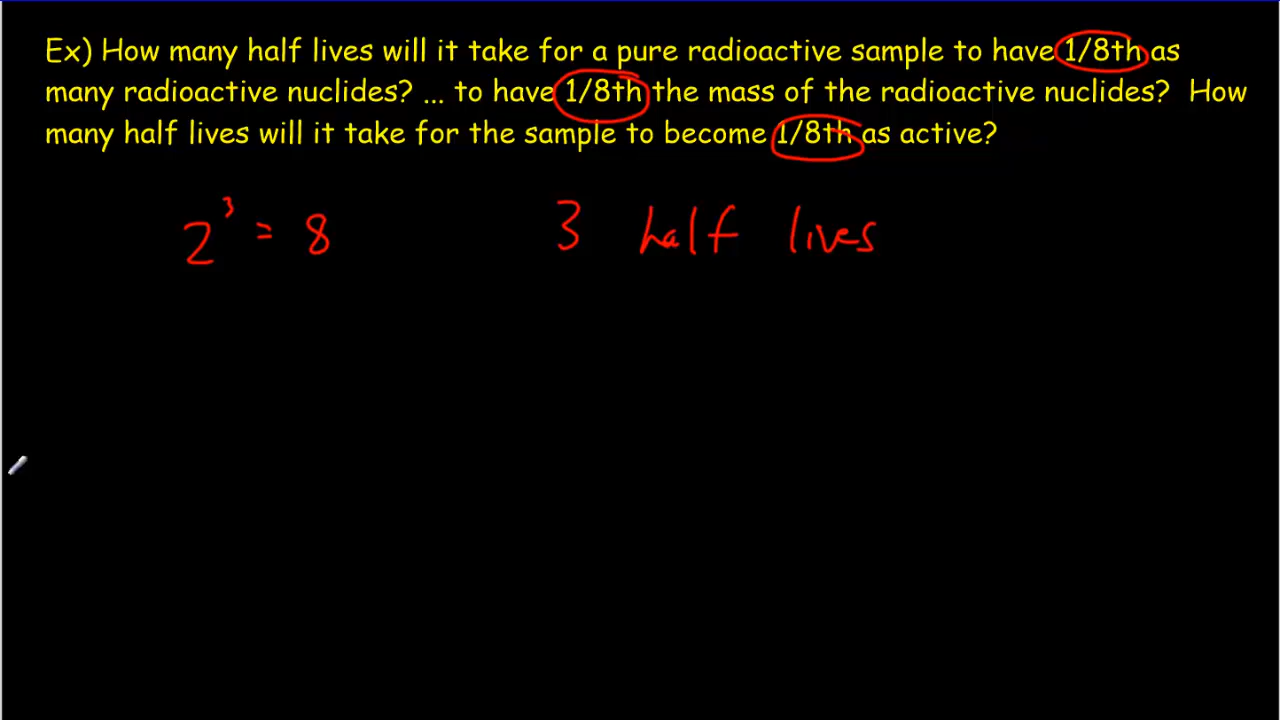 Ex) How many half lives will it take for a pure radioactive sample to have 1/8th as
many radioactive nuclides? ... to have 1/8th the mass of the radioactive nuclides? How
many half lives will it take for the sample to become 1/8th as active?
2³ = 8 3 half lives